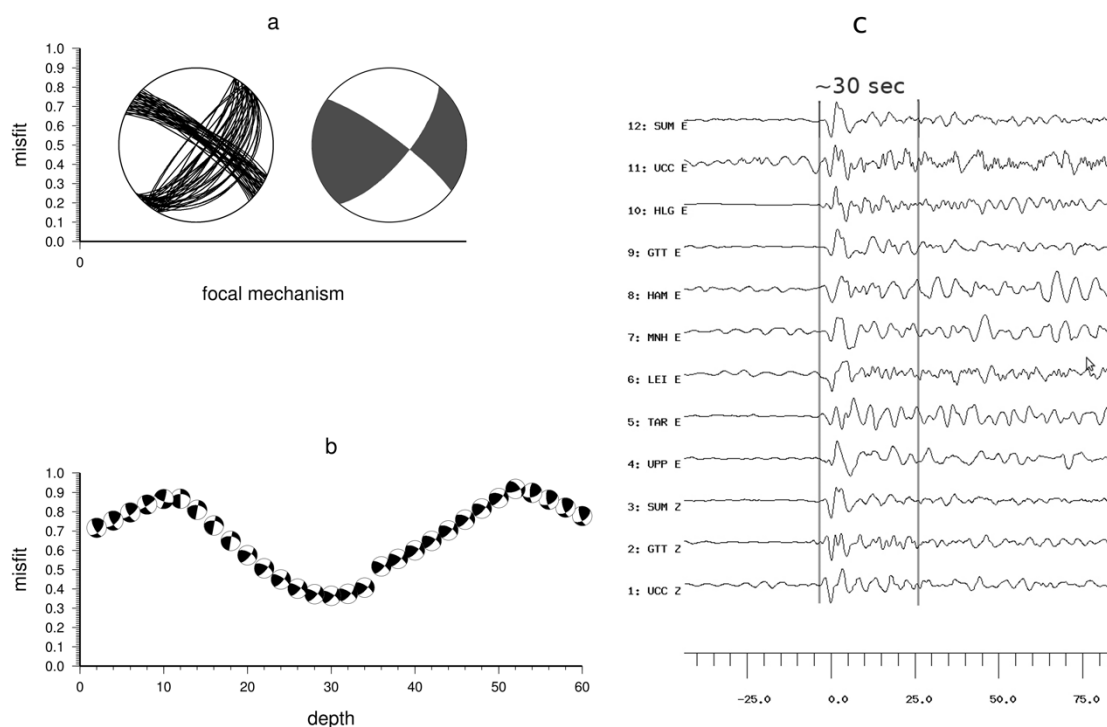 a
misfit
1.0
0.9
0.8
0.7
0.6
0.5
0.4
0.3
0.2
0.1
0.0
0
focal mechanism
b
misfit
1.0
0.9
0.8
0.7
0.6
0.5
0.4
0.3
0.2
0.1
0.0
0 10 20 30 40 50 60
depth
c
~30 sec
12: SUM E
11: UCC E
10: HLG E
9: GTT E
8: HAM E
7: MNH E
6: LEI E
5: TAR E
4: UPP E
3: SUM Z
2: GTT Z
1: UCC Z
-25.0 0.0 25.0 50.0 75.0